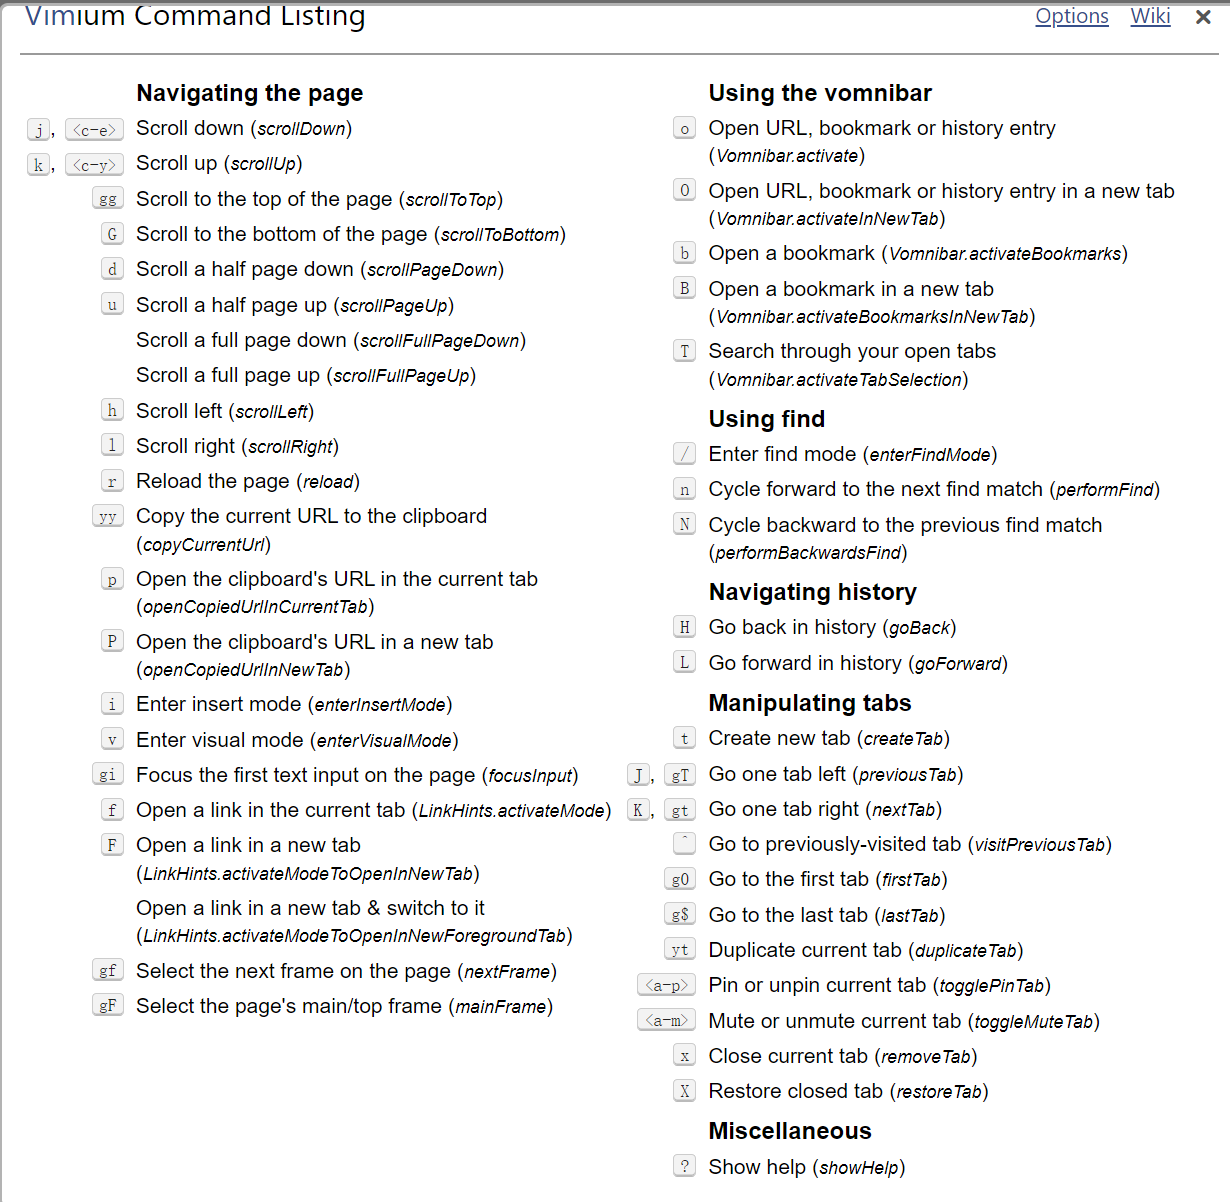 Vimium Command Listing
Options Wiki ×
Navigating the page
j, <c-e> Scroll down (scrollDown)
k, <c-y> Scroll up (scrollUp)
gg Scroll to the top of the page (scrollToTop)
G Scroll to the bottom of the page (scrollToBottom)
d Scroll a half page down (scrollPageDown)
u Scroll a half page up (scrollPageUp)
Scroll a full page down (scrollFullPageDown)
Scroll a full page up (scrollFullPageUp)
h Scroll left (scrollLeft)
l Scroll right (scrollRight)
r Reload the page (reload)
yy Copy the current URL to the clipboard
(copyCurrentUrl)
p Open the clipboard's URL in the current tab
(openCopiedUrlInCurrentTab)
P Open the clipboard's URL in a new tab
(openCopiedUrlInNewTab)
i Enter insert mode (enterInsertMode)
v Enter visual mode (enterVisualMode)
gi Focus the first text input on the page (focusInput)
f Open a link in the current tab (LinkHints.activateMode)
F Open a link in a new tab
(LinkHints.activateModeToOpenInNewTab)
Open a link in a new tab & switch to it
(LinkHints.activateModeToOpenInNewForegroundTab)
gf Select the next frame on the page (nextFrame)
gF Select the page's main/top frame (mainFrame)
Using the vomnibar
o Open URL, bookmark or history entry
(Vomnibar.activate)
O Open URL, bookmark or history entry in a new tab
(Vomnibar.activateInNewTab)
b Open a bookmark (Vomnibar.activateBookmarks)
B Open a bookmark in a new tab
(Vomnibar.activateBookmarksInNewTab)
T Search through your open tabs
(Vomnibar.activateTabSelection)
Using find
/ Enter find mode (enterFindMode)
n Cycle forward to the next find match (performFind)
N Cycle backward to the previous find match
(performBackwardsFind)
Navigating history
H Go back in history (goBack)
L Go forward in history (goForward)
Manipulating tabs
t Create new tab (createTab)
J, gT Go one tab left (previousTab)
K, gt Go one tab right (nextTab)
^ Go to previously-visited tab (visitPreviousTab)
g0 Go to the first tab (firstTab)
g$ Go to the last tab (lastTab)
yt Duplicate current tab (duplicateTab)
<a-p> Pin or unpin current tab (togglePinTab)
<a-m> Mute or unmute current tab (toggleMuteTab)
x Close current tab (removeTab)
X Restore closed tab (restoreTab)
Miscellaneous
? Show help (showHelp)